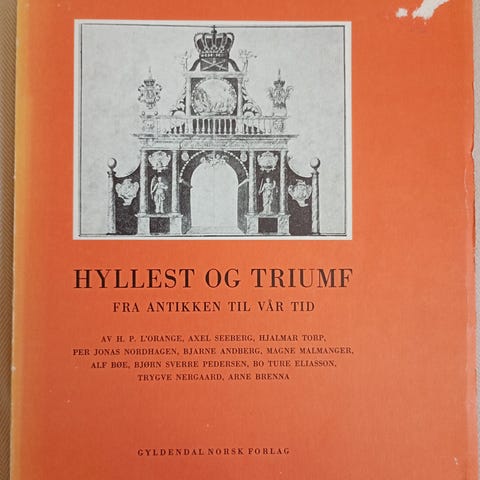 HYLLEST OG TRIUMF
FRA ANTIKKEN TIL VÅR TID
AV H. P. L'ORANGE, AXEL SEEBERG, HJALMAR TORP,
PER JONAS NORDHAGEN, BJARNE ANDBERG, MAGNE MALMANGER,
ALF BØE, BJØRN SVERRE PEDERSEN, BO TURE ELIASSON,
TRYGVE NERGAARD, ARNE BRENNA
GYLDENDAL NORSK FORLAG